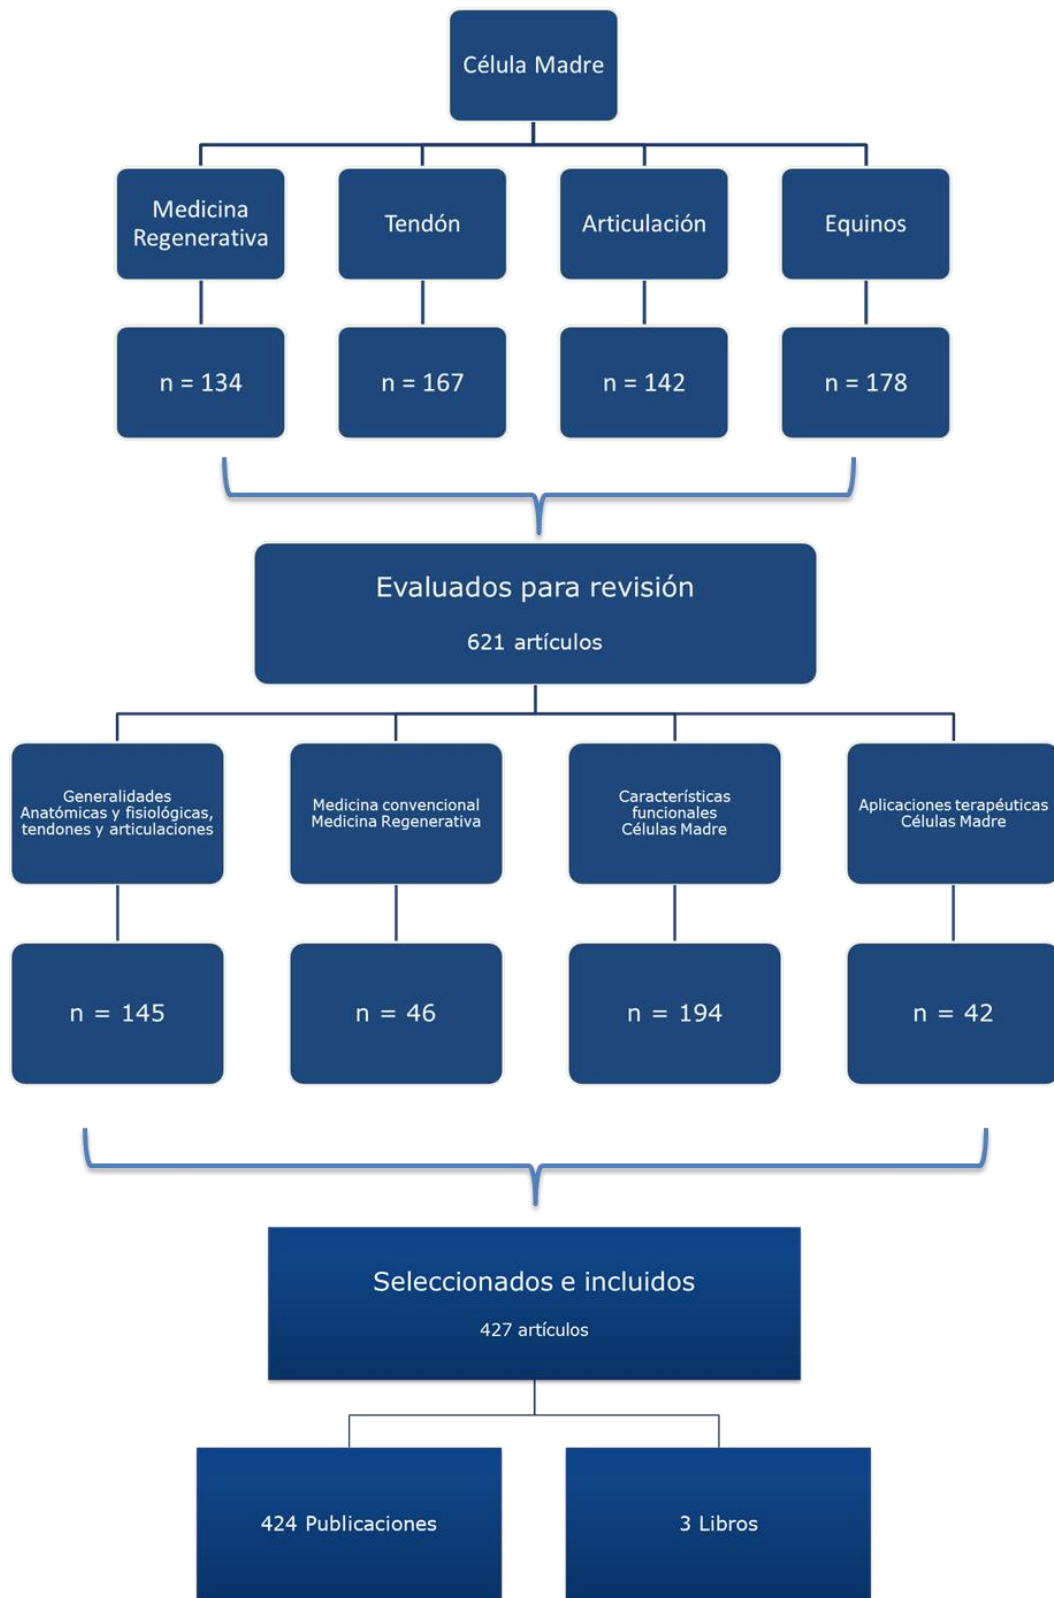 Célula Madre
Medicina
Regenerativa
Tendón
Articulación
Equinos
n = 134
n = 167
n = 142
n = 178
Evaluados para revisión
621 artículos
Generalidades
Anatómicas y fisiológicas,
tendones y articulaciones
Medicina convencional
Medicina Regenerativa
Características
funcionales
Células Madre
Aplicaciones terapéuticas
Células Madre
n = 145
n = 46
n = 194
n = 42
Seleccionados e incluidos
427 artículos
424 Publicaciones
3 Libros